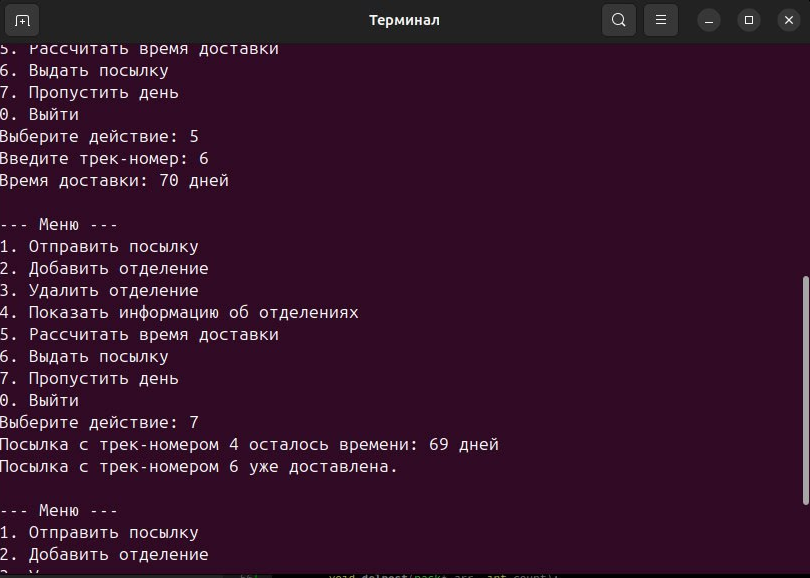 Терминал
5. Рассчитать время доставки
6. Выдать посылку
7. Пропустить день
0. Выйти
Выберите действие: 5
Введите трек-номер: 6
Время доставки: 70 дней
--- Меню ---
1. Отправить посылку
2. Добавить отделение
3. Удалить отделение
4. Показать информацию об отделениях
5. Рассчитать время доставки
6. Выдать посылку
7. Пропустить день
0. Выйти
Выберите действие: 7
Посылка с трек-номером 4 осталось времени: 69 дней
Посылка с трек-номером 6 уже доставлена.
--- Меню ---
1. Отправить посылку
2. Добавить отделение